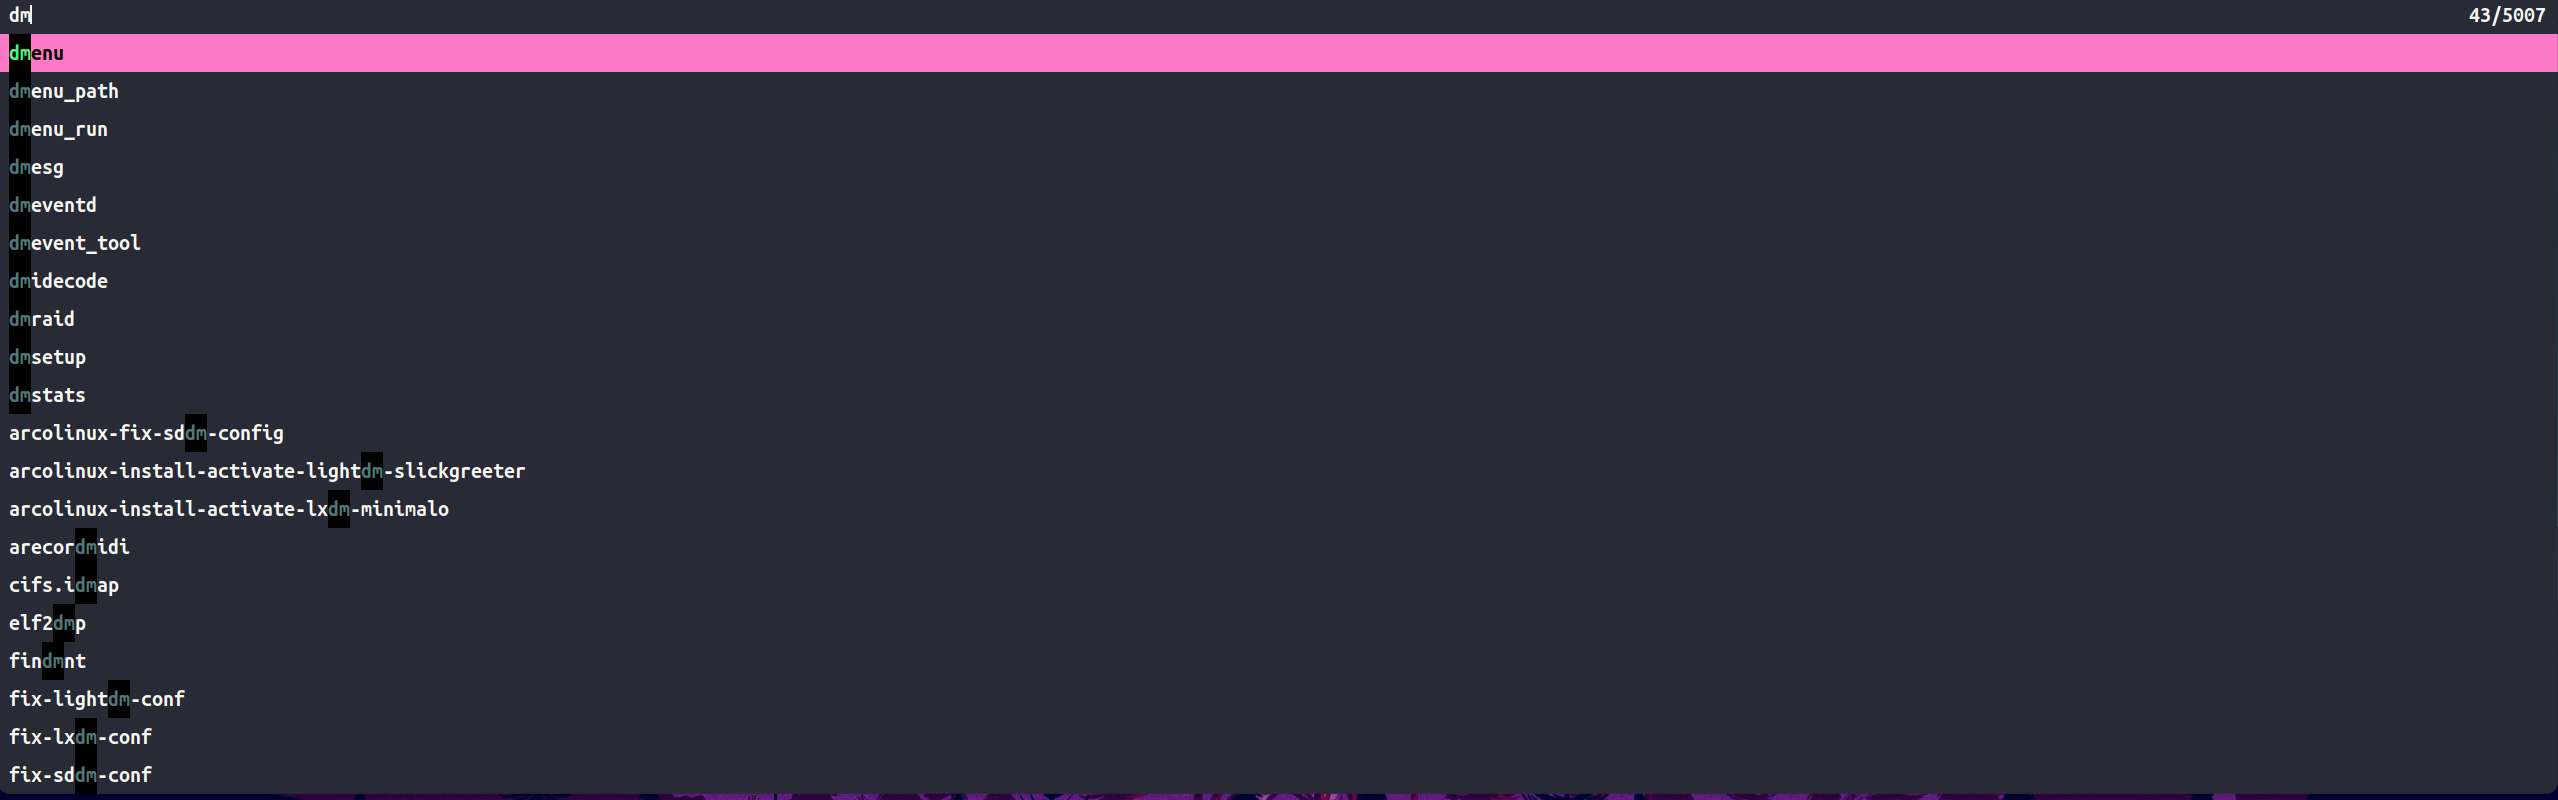 dm 43/5007
dmenu
dmenu_path
dmenu_run
dmesg
dmeventd
dmevent_tool
dmidecode
dmraid
dmsetup
dmstats
arcolinux-fix-sddm-config
arcolinux-install-activate-lightdm-slickgreeter
arcolinux-install-activate-lxdm-minimalo
arecordmidi
cifs.idmap
elf2dmp
findmnt
fix-lightdm-conf
fix-lxdm-conf
fix-sddm-conf